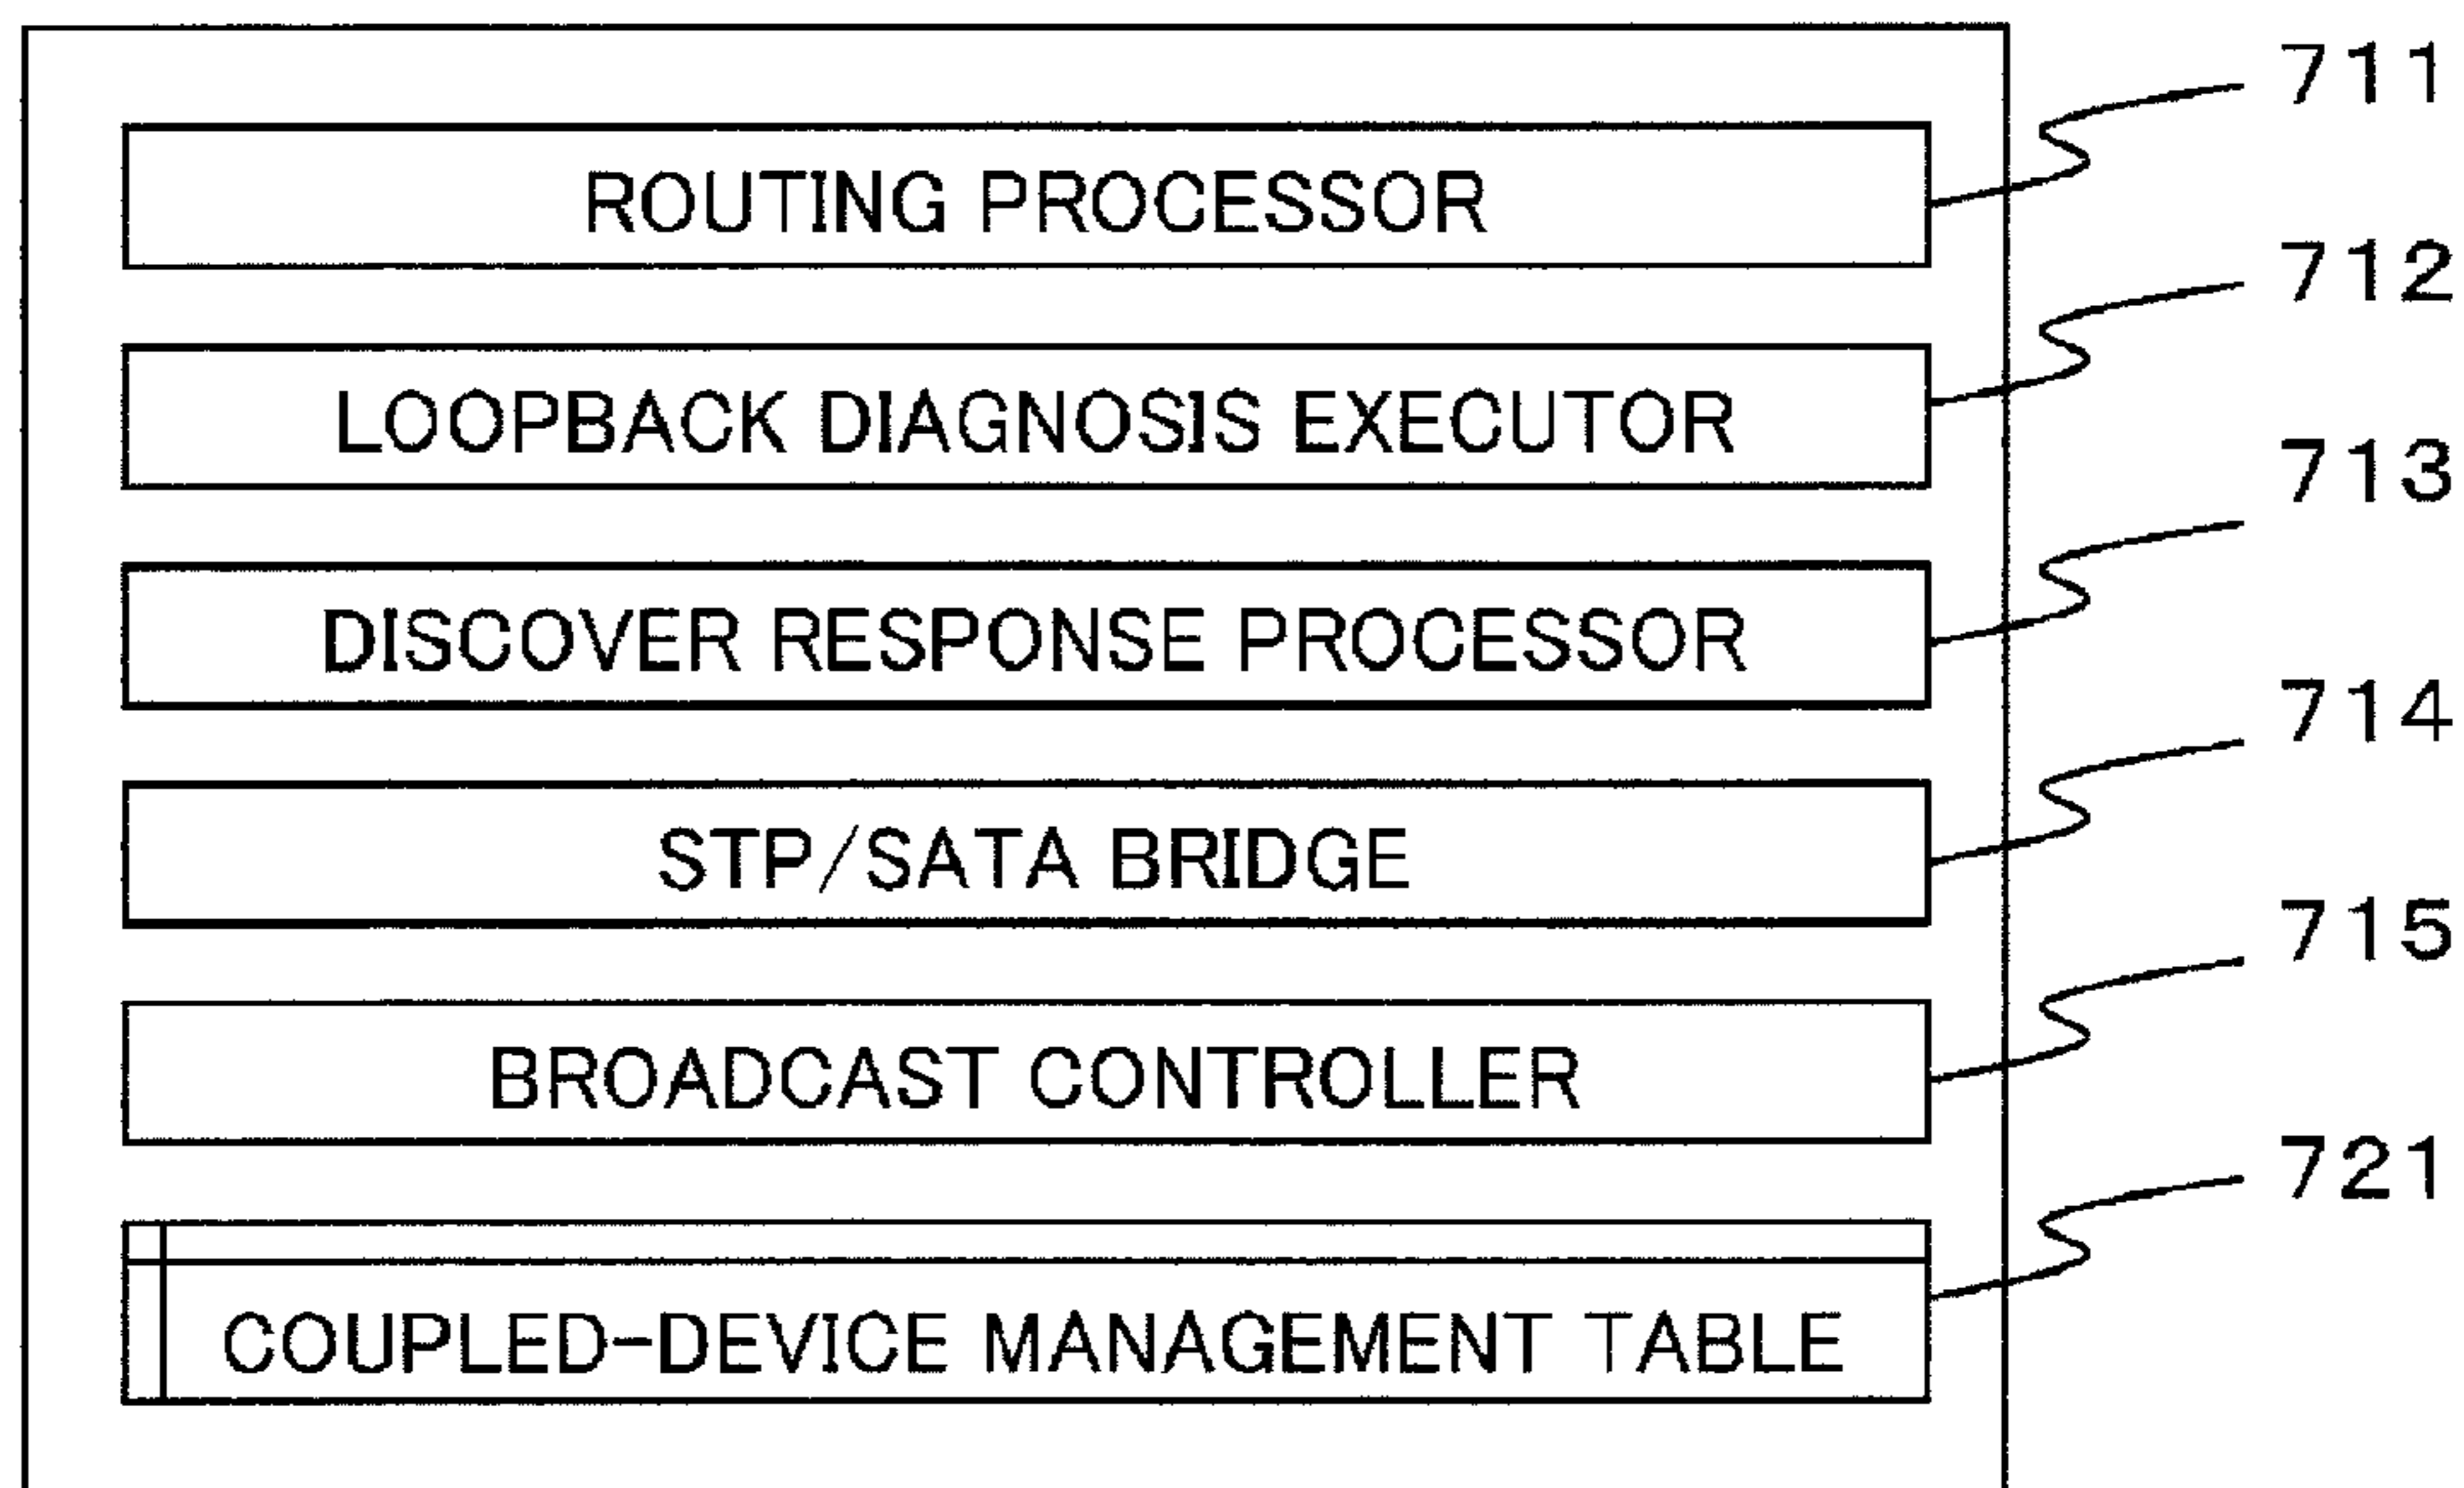 711
ROUTING PROCESSOR
712
LOOPBACK DIAGNOSIS EXECUTOR
713
DISCOVER RESPONSE PROCESSOR
714
STP/SATA BRIDGE
715
BROADCAST CONTROLLER
721
COUPLED-DEVICE MANAGEMENT TABLE